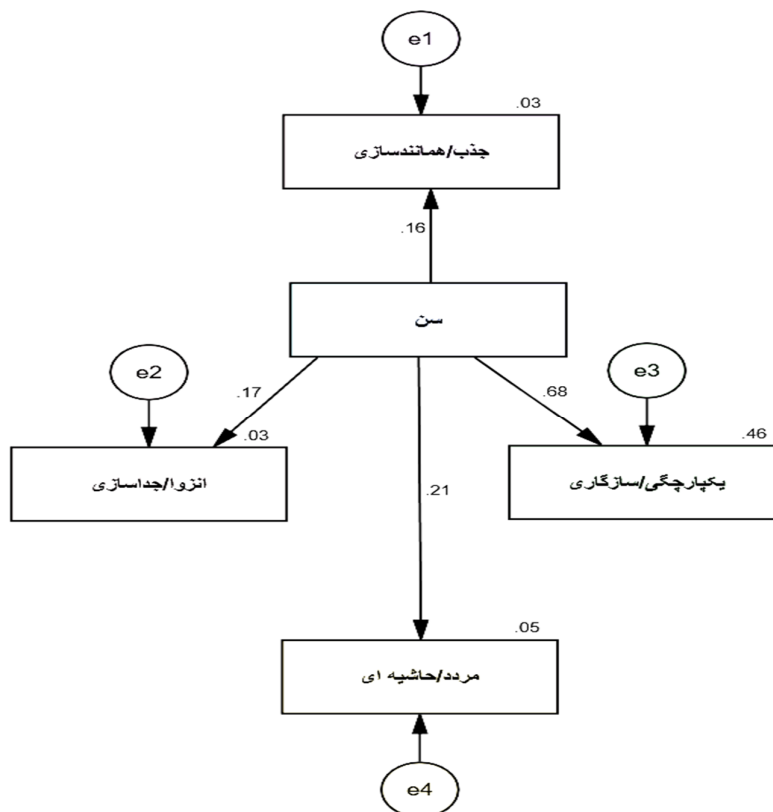 e1
.03
جذب/همانندسازی
.16
سن
e2
e3
.17
.68
.03
.46
انزوا/جداسازی
یکپارچگی/سازگاری
.21
.05
مردد/حاشیه ای
e4